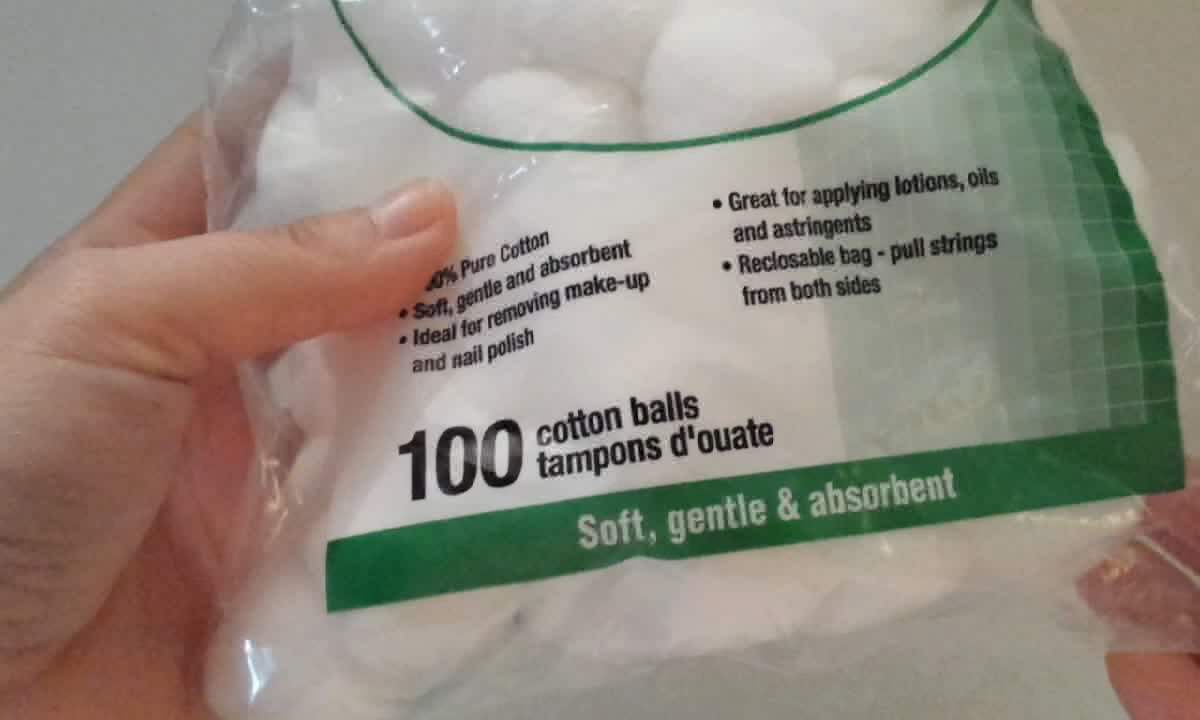 0% Pure Cotton
• Soft, gentle and absorbent
• Ideal for removing make-up
and nail polish
• Great for applying lotions, oils
and astringents
• Reclosable bag - pull strings
from both sides
100 cotton balls
tampons d'ouate
Soft, gentle & absorbent